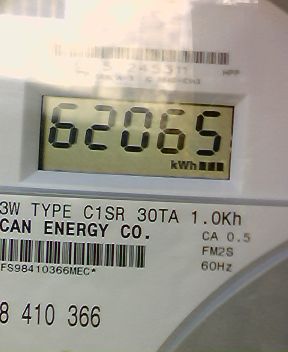 62065
kWh
3W TYPE C1SR 30TA 1.0Kh
CAN ENERGY CO.
CA 0.5
FM2S
60Hz
FS98410366MEC*
8 410 366